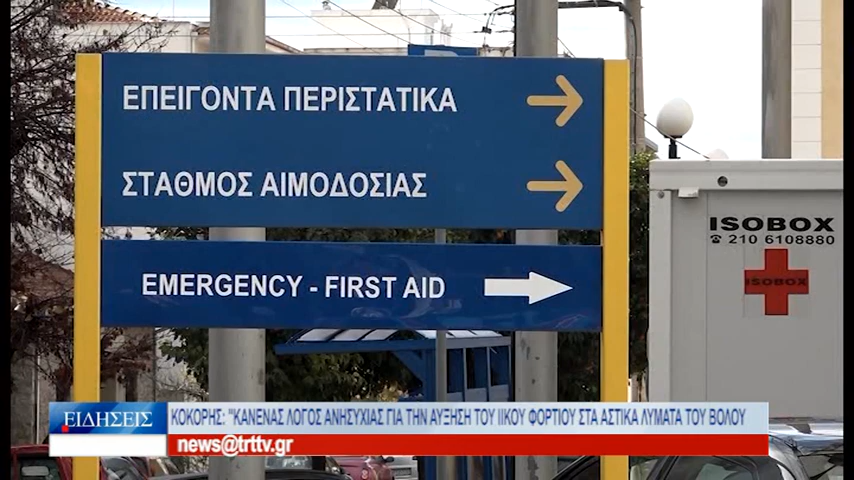 ΕΠΕΙΓΟΝΤΑ ΠΕΡΙΣΤΑΤΙΚΑ
ΣΤΑΘΜΟΣ ΑΙΜΟΔΟΣΙΑΣ
EMERGENCY - FIRST AID
ISOBOX
☎ 210 6108880
ISOBOX
ΕΙΔΗΣΕΙΣ
ΚΟΚΟΡΗΣ: "ΚΑΝΕΝΑΣ ΛΟΓΟΣ ΑΝΗΣΥΧΙΑΣ ΓΙΑ ΤΗΝ ΑΥΞΗΣΗ ΤΟΥ ΙΙΚΟΥ ΦΟΡΤΙΟΥ ΣΤΑ ΑΣΤΙΚΑ ΛΥΜΑΤΑ ΤΟΥ ΒΟΛΟΥ
news@trttv.gr